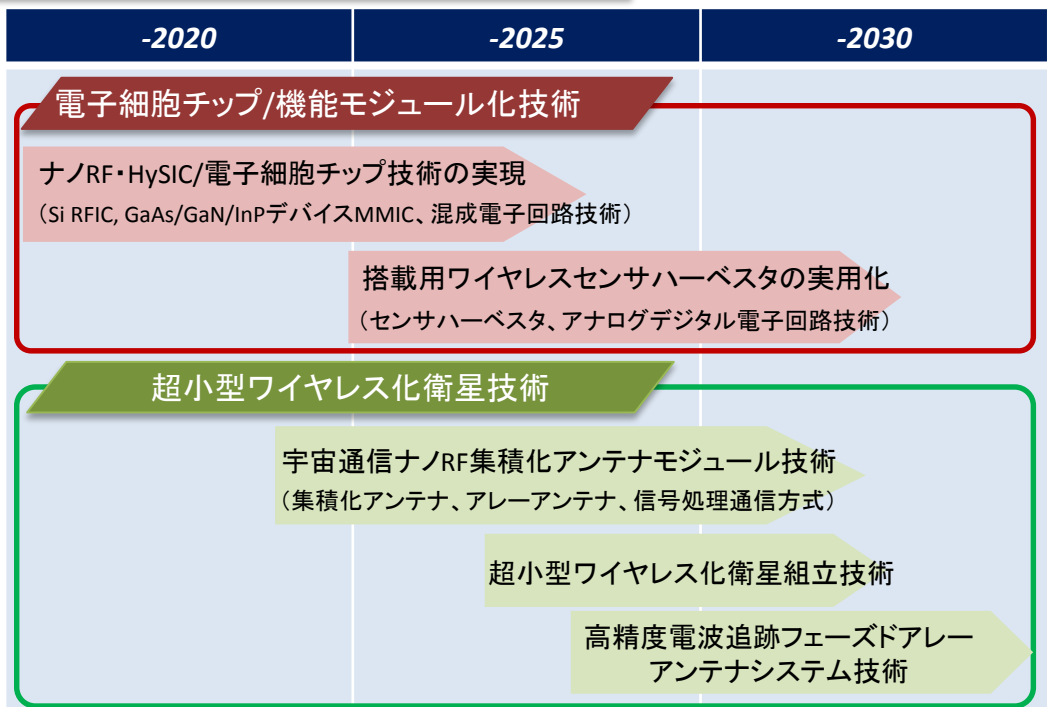 -2020 -2025 -2030
電子細胞チップ/機能モジュール化技術
ナノRF・HySIC/電子細胞チップ技術の実現
（Si RFIC, GaAs/GaN/InPデバイスMMIC、混成電子回路技術）
搭載用ワイヤレスセンサハーベスタの実用化
（センサハーベスタ、アナログデジタル電子回路技術）
超小型ワイヤレス化衛星技術
宇宙通信ナノRF集積化アンテナモジュール技術
（集積化アンテナ、アレーアンテナ、信号処理通信方式）
超小型ワイヤレス化衛星組立技術
高精度電波追跡フェーズドアレー
アンテナシステム技術